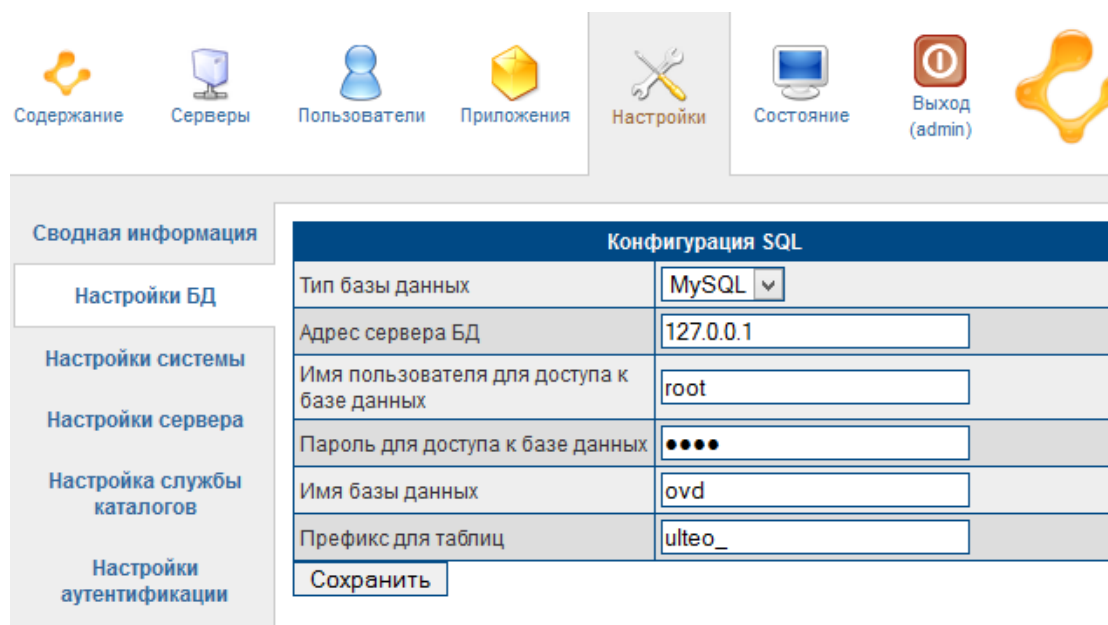 Содержание
Серверы
Пользователи
Приложения
Настройки
Состояние
Выход
(admin)
Сводная информация
Настройки БД
Настройки системы
Настройки сервера
Настройка службы
каталогов
Настройки
аутентификации
Конфигурация SQL
Тип базы данных
MySQL
Адрес сервера БД
127.0.0.1
Имя пользователя для доступа к
базе данных
root
Пароль для доступа к базе данных
●●●●
Имя базы данных
ovd
Префикс для таблиц
ulteo_
Сохранить